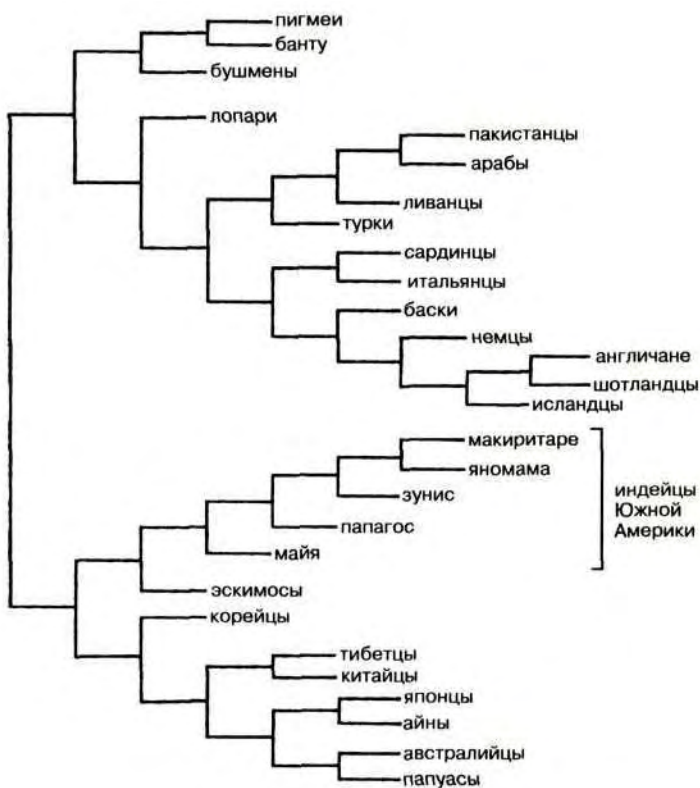 пигмеи
банту
бушмены
лопари
пакистанцы
арабы
ливанцы
турки
сардинцы
итальянцы
баски
немцы
англичане
шотландцы
исландцы
макиритаре
яномама
зунис
папагос
майя
индейцы
Южной
Америки
эскимосы
корейцы
тибетцы
китайцы
японцы
айны
австралийцы
папуасы